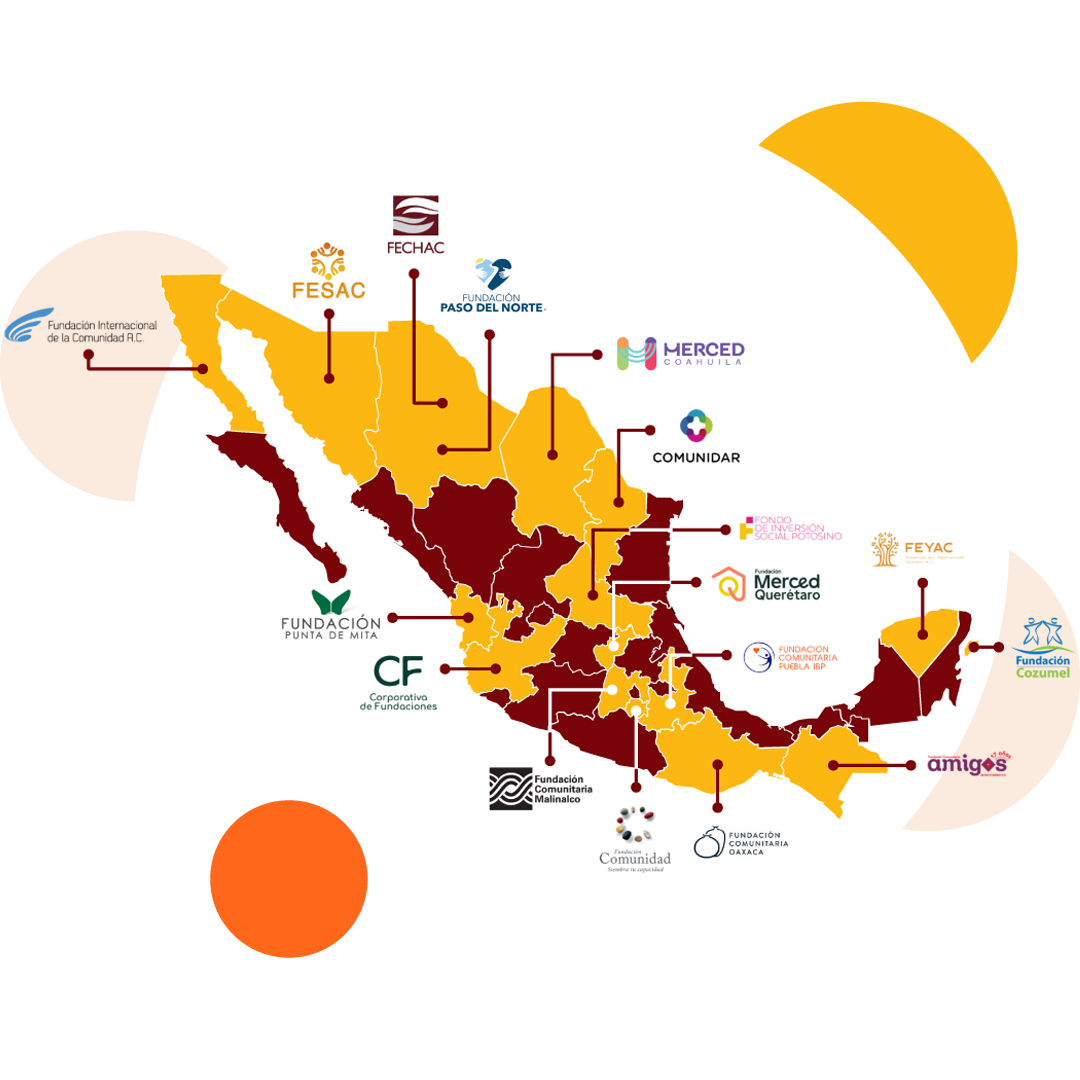 FECHAC
FESAC
FUNDACIÓN
PASO DEL NORTE
Fundación Internacional
de la Comunidad A.C.
MERCED
COAHUILA
COMUNIDAR
FONDO
DE INVERSIÓN
SOCIAL POTOSINO
FEYAC
Fundación
Merced
Querétaro
FUNDACIÓN
PUNTA DE MITA
FUNDACIÓN
COMUNITARIA
PUEBLA IBP
Fundación
Cozumel
CF
Corporativa
de Fundaciones
amigos
17 años
Fundación
Comunitaria
Malinalco
FUNDACIÓN
COMUNITARIA
OAXACA
Fundación
Comunidad
Siembra tu capacidad